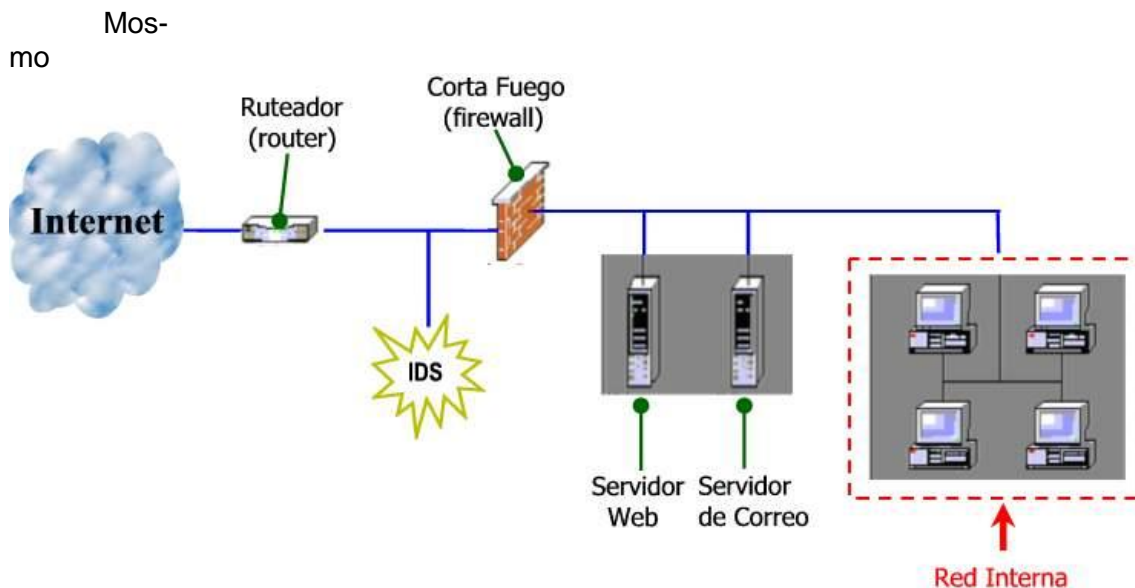 Mos-
mo
Corta Fuego
(firewall)
Ruteador
(router)
Internet
IDS
Servidor
Web
Servidor
de Correo
Red Interna